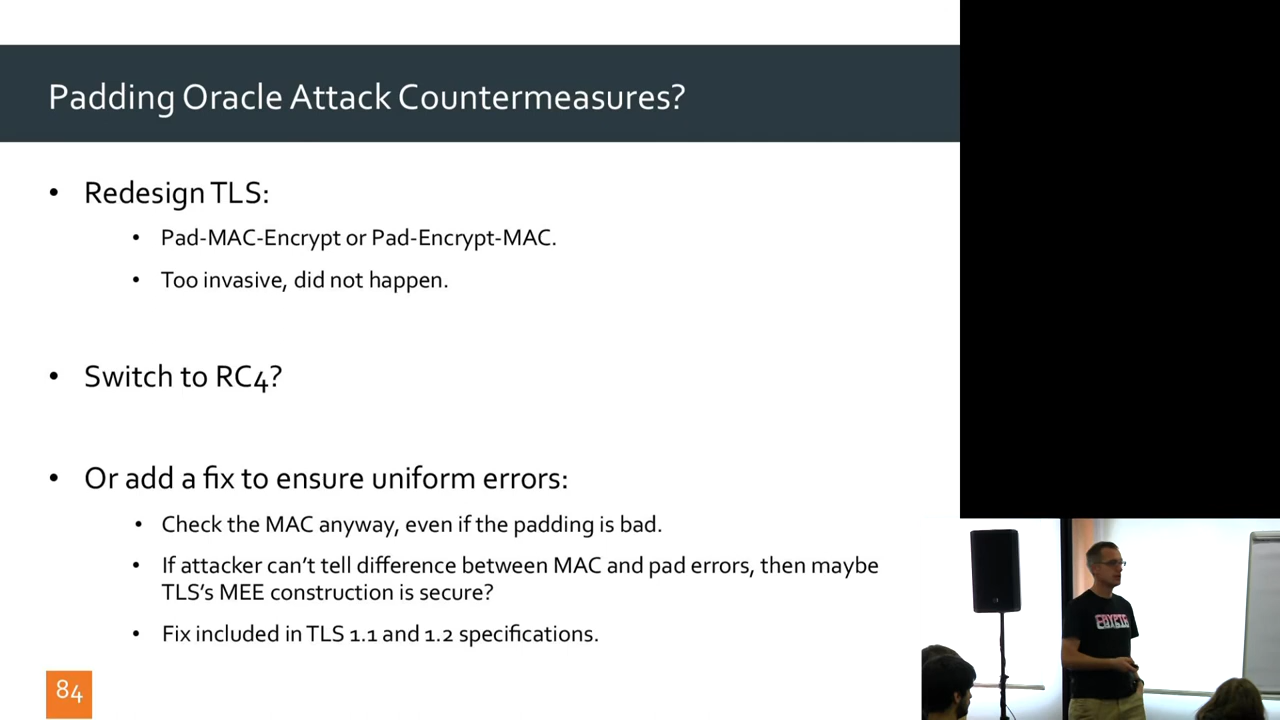 Padding Oracle Attack Countermeasures?
• Redesign TLS:
• Pad-MAC-Encrypt or Pad-Encrypt-MAC.
• Too invasive, did not happen.
• Switch to RC4?
• Or add a fix to ensure uniform errors:
• Check the MAC anyway, even if the padding is bad.
• If attacker can't tell difference between MAC and pad errors, then maybe
TLS's MEE construction is secure?
• Fix included in TLS 1.1 and 1.2 specifications.
84